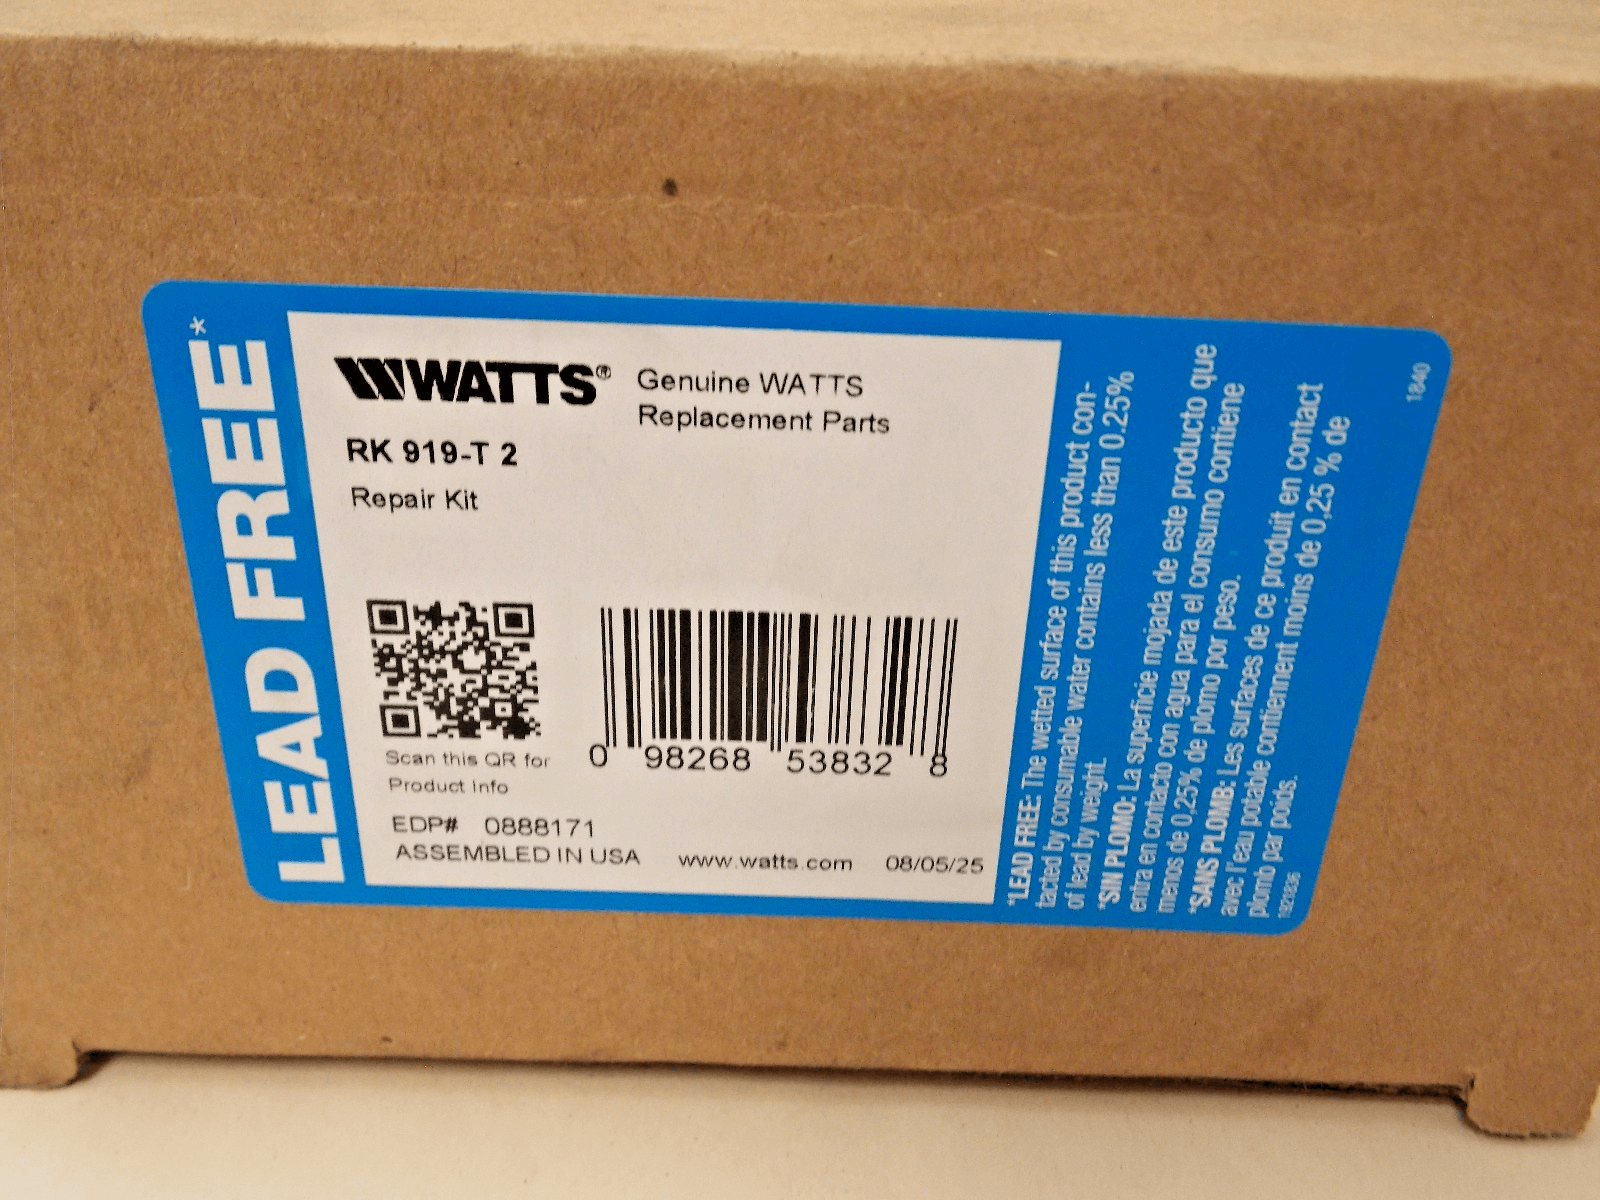 LEAD FREE*
WATTS®
Genuine WATTS
Replacement Parts
RK 919-T 2
Repair Kit
Scan this QR for
Product Info
0 98268 53832 8
EDP# 0888171
ASSEMBLED IN USA
www.watts.com
08/05/25
*LEAD FREE: The wetted surface of this product con-
tacted by consumable water contains less than 0.25%
of lead by weight.
*SIN PLOMO: La superficie mojada de este producto que
entra en contacto con agua para el consumo contiene
menos de 0,25% de plomo por peso.
*SANS PLOMB: Les surfaces de ce produit en contact
avec l'eau potable contiennent moins de 0,25 % de
plomb par poids.
1923936
1840